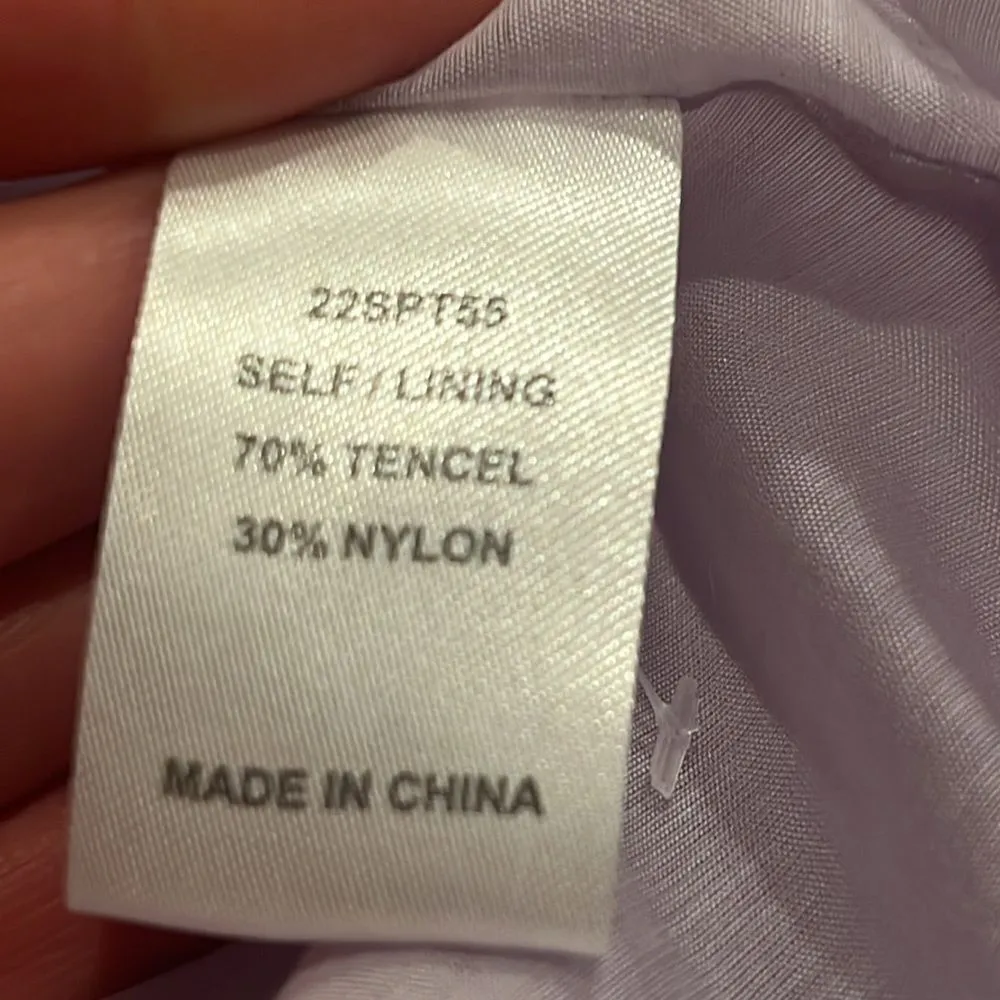 22SPT55
SELF / LINING
70% TENCEL
30% NYLON
MADE IN CHINA